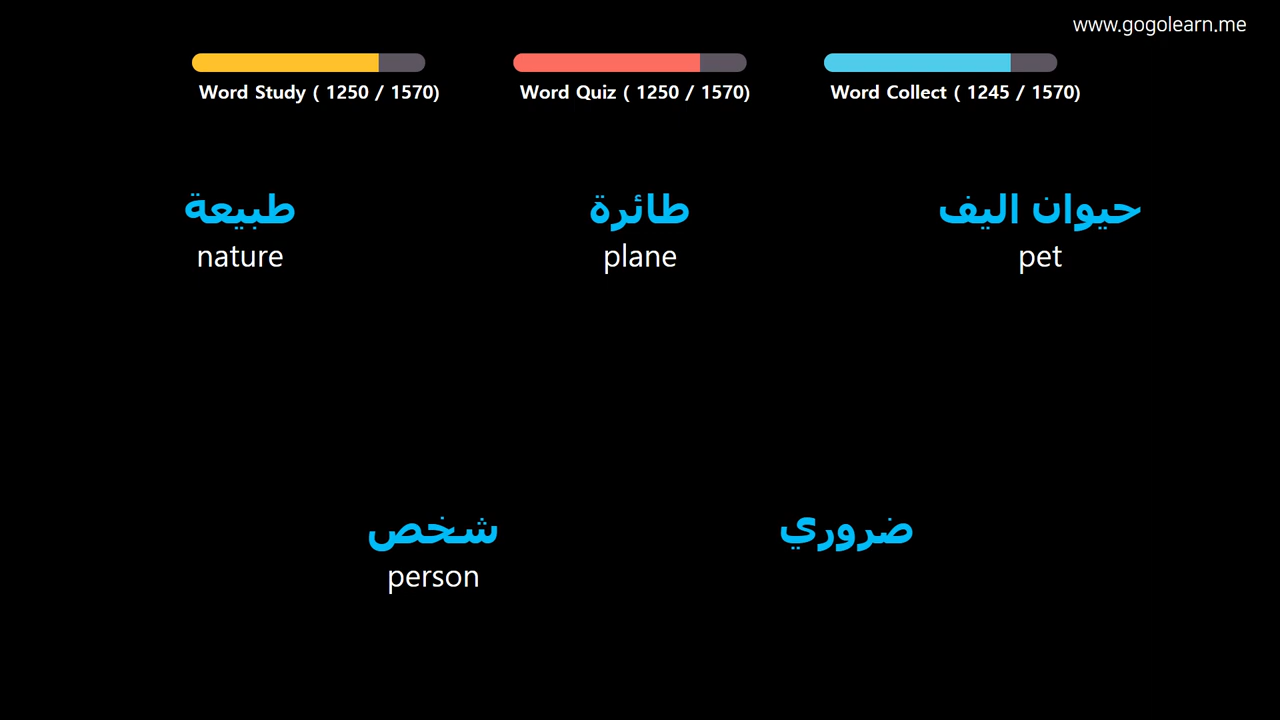 www.gogolearn.me
Word Study ( 1250 / 1570)
Word Quiz ( 1250 / 1570)
Word Collect ( 1245 / 1570)
طبيعة
nature
طائرة
plane
حيوان اليف
pet
شخص
person
ضروري